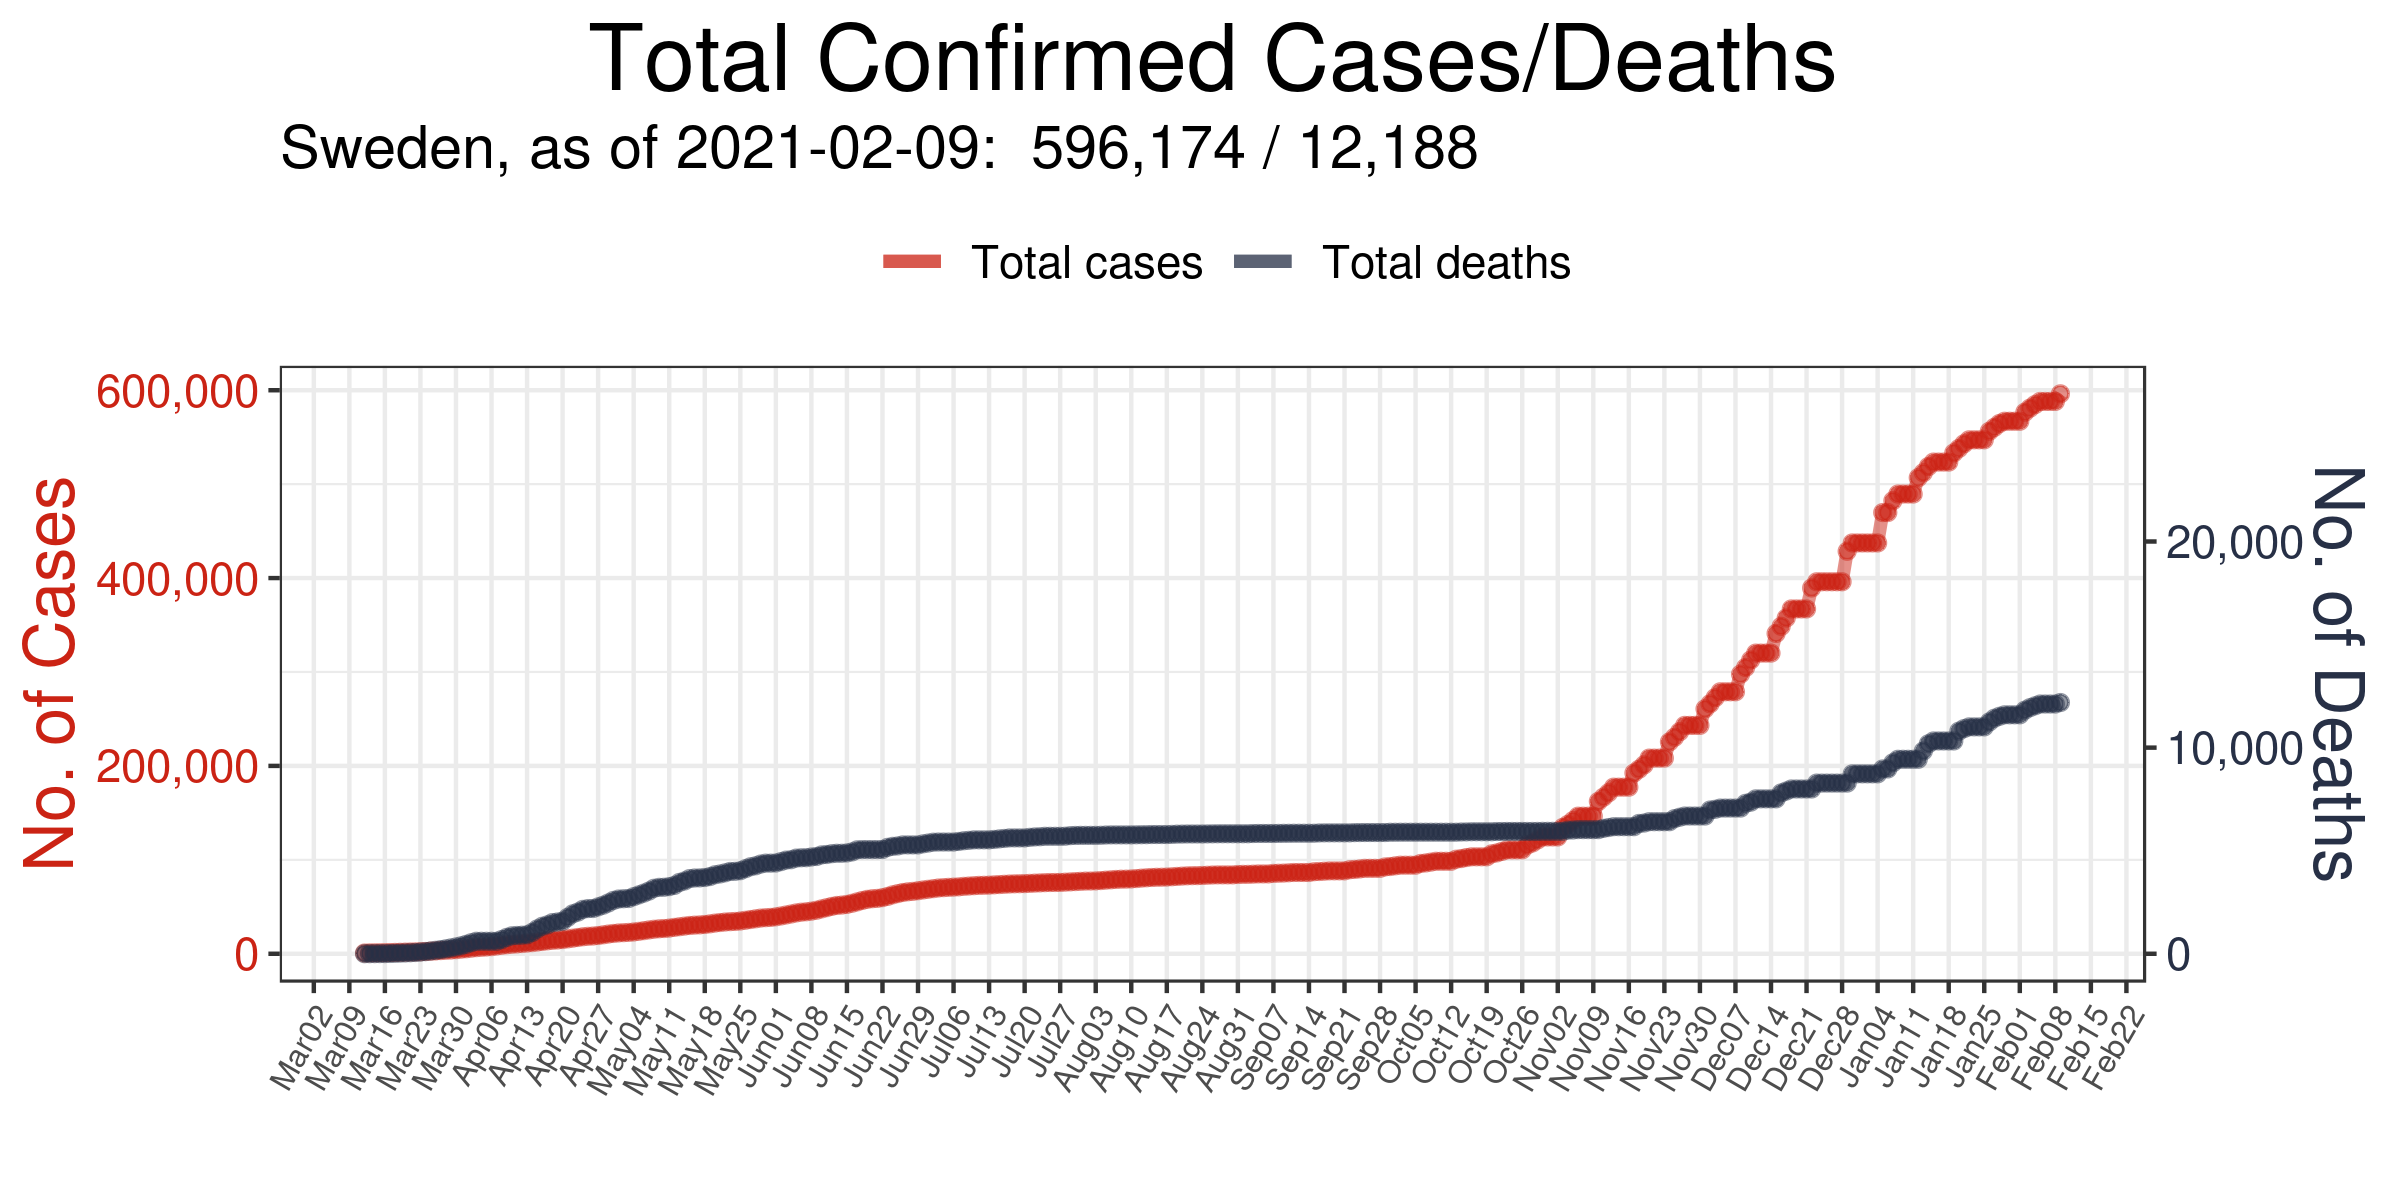 Total Confirmed Cases/Deaths
Sweden, as of 2021-02-09:  596,174 / 12,188
Total cases
Total deaths
No. of Cases
600,000
400,000
200,000
0
20,000
10,000
0
No. of Deaths
Mar02
Mar09
Mar16
Mar23
Mar30
Apr06
Apr13
Apr20
Apr27
May04
May11
May18
May25
Jun01
Jun08
Jun15
Jun22
Jun29
Jul06
Jul13
Jul20
Jul27
Aug03
Aug10
Aug17
Aug24
Aug31
Sep07
Sep14
Sep21
Sep28
Oct05
Oct12
Oct19
Oct26
Nov02
Nov09
Nov16
Nov23
Nov30
Dec07
Dec14
Dec21
Dec28
Jan04
Jan11
Jan18
Jan25
Feb01
Feb08
Feb15
Feb22